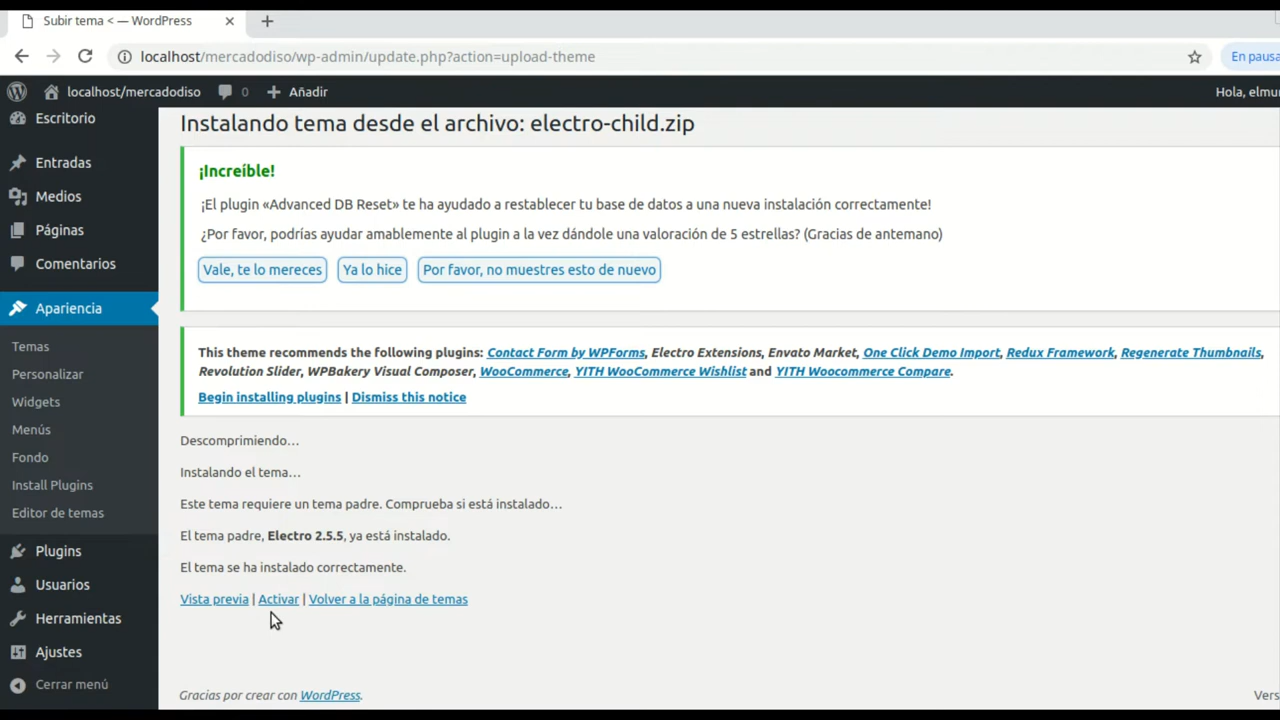 Subir tema < — WordPress
localhost/mercadodiso/wp-admin/update.php?action=upload-theme
En pausa
localhost/mercadodiso 0 Añadir
Hola, elmu
Escritorio
Entradas
Medios
Páginas
Comentarios
Apariencia
Temas
Personalizar
Widgets
Menús
Fondo
Install Plugins
Editor de temas
Plugins
Usuarios
Herramientas
Ajustes
Cerrar menú
Instalando tema desde el archivo: electro-child.zip
¡Increíble!
¡El plugin «Advanced DB Reset» te ha ayudado a restablecer tu base de datos a una nueva instalación correctamente!
¿Por favor, podrías ayudar amablemente al plugin a la vez dándole una valoración de 5 estrellas? (Gracias de antemano)
Vale, te lo mereces Ya lo hice Por favor, no muestres esto de nuevo
This theme recommends the following plugins: Contact Form by WPForms, Electro Extensions, Envato Market, One Click Demo Import, Redux Framework, Regenerate Thumbnails,
Revolution Slider, WPBakery Visual Composer, WooCommerce, YITH WooCommerce Wishlist and YITH Woocommerce Compare.
Begin installing plugins | Dismiss this notice
Descomprimiendo...
Instalando el tema...
Este tema requiere un tema padre. Comprueba si está instalado...
El tema padre, Electro 2.5.5, ya está instalado.
El tema se ha instalado correctamente.
Vista previa | Activar | Volver a la página de temas
Gracias por crear con WordPress.
Vers